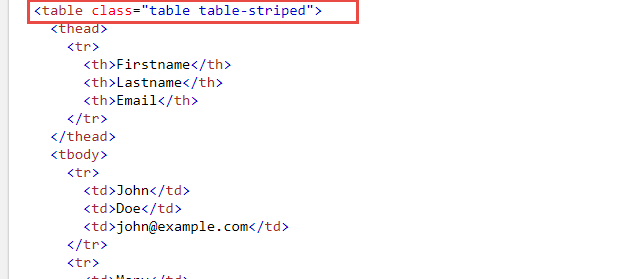 <table class="table table-striped">
<thead>
<tr>
<th>Firstname</th>
<th>Lastname</th>
<th>Email</th>
</tr>
</thead>
<tbody>
<tr>
<td>John</td>
<td>Doe</td>
<td>john@example.com</td>
</tr>
<tr>